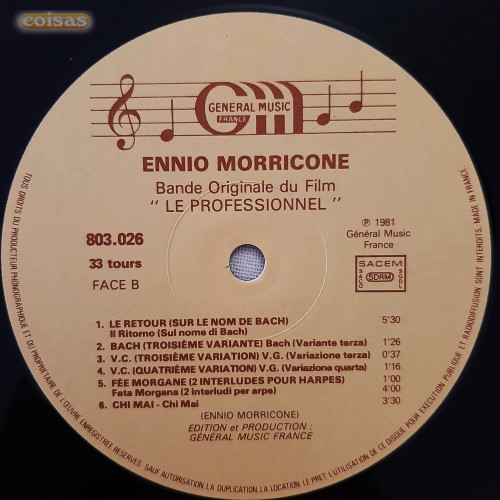 coisas
GENERAL MUSIC
FRANCE
GM
ENNIO MORRICONE
Bande Originale du Film
" LE PROFESSIONNEL "
803.026
33 tours
FACE B
℗ 1981
Général Music
France
SACEM
SACD
SDRM
SGDL
1. LE RETOUR (SUR LE NOM DE BACH) 5'30
Il Ritorno (Sul nome di Bach)
2. BACH (TROISIÈME VARIANTE) Bach (Variante terza) 1'26
3. V.C. (TROISIÈME VARIATION) V.G. (Variazione terza) 0'37
4. V.C. (QUATRIÈME VARIATION) V.G. (Variazione quarta) 1'16
5. FÉE MORGANE (2 INTERLUDES POUR HARPES) 1'00
Fata Morgana (2 interludi per arpe) 4'00
6. CHI MAI - Chi Mai 3'30
(ENNIO MORRICONE)
Edition et Production :
GÉNÉRAL MUSIC FRANCE
TOUS DROITS DU PRODUCTEUR PHONOGRAPHIQUE ET DU PROPRIETAIRE DE L'ŒUVRE ENREGISTREE RESERVES. SAUF AUTORISATION LA DUPLICATION, LA LOCATION, LE PRET, L'UTILISATION DE CE DISQUE POUR EXECUTION PUBLIQUE ET RADIODIFFUSION SONT INTERDITS. MADE IN FRANCE.